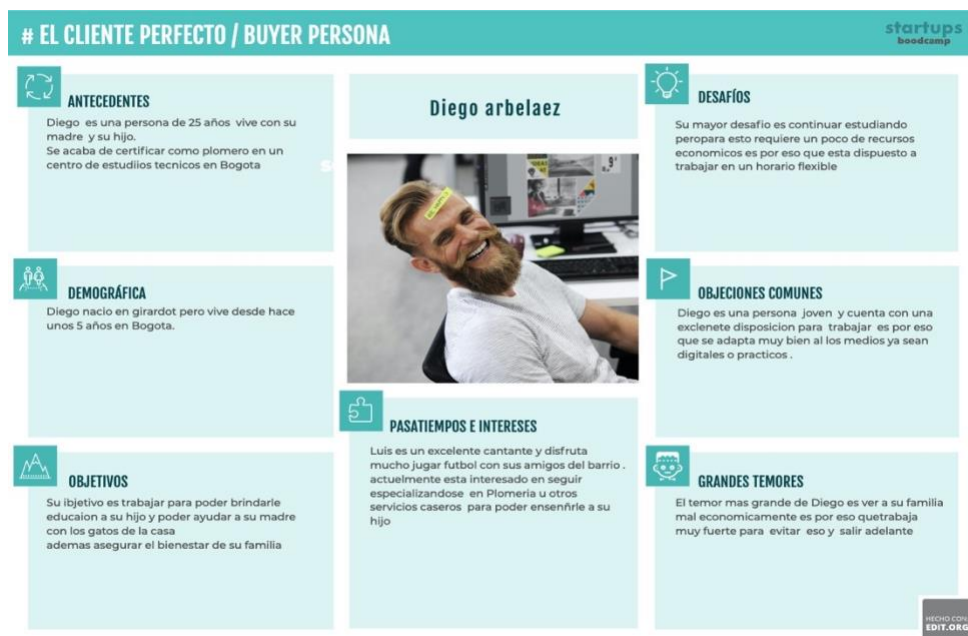 # EL CLIENTE PERFECTO / BUYER PERSONA
startups
boodcamp
ANTECEDENTES
Diego es una persona de 25 años vive con su
madre y su hijo.
Se acaba de certificar como plomero en un
centro de estudiios tecnicos en Bogota
DEMOGRÁFICA
Diego nacio en girardot pero vive desde hace
unos 5 años en Bogota.
OBJETIVOS
Su ibjetivo es trabajar para poder brindarle
educaion a su hijo y poder ayudar a su madre
con los gatos de la casa
ademas asegurar el bienestar de su familia
Diego arbelaez
PASATIEMPOS E INTERESES
Luis es un excelente cantante y disfruta
mucho jugar futbol con sus amigos del barrio .
actuelmente esta interesado en seguir
especializandose en Plomeria u otros
servicios caseros para poder ensenñrle a su
hijo
DESAFÍOS
Su mayor desafio es continuar estudiando
peropara esto requiere un poco de recursos
economicos es por eso que esta dispuesto a
trabajar en un horario flexible
OBJECIONES COMUNES
Diego es una persona joven y cuenta con una
exclenete disposicion para trabajar es por eso
que se adapta muy bien al los medios ya sean
digitales o practicos .
GRANDES TEMORES
El temor mas grande de Diego es ver a su familia
mal economicamente es por eso quetrabaja
muy fuerte para evitar eso y salir adelante
HECHO CON
EDIT.ORG